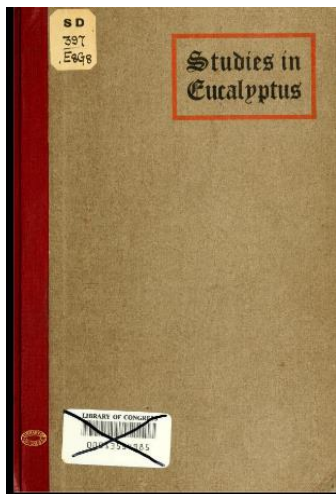 SD
397
.E8G8
Studies in
Eucalyptus
LIBRARY OF CONGRESS